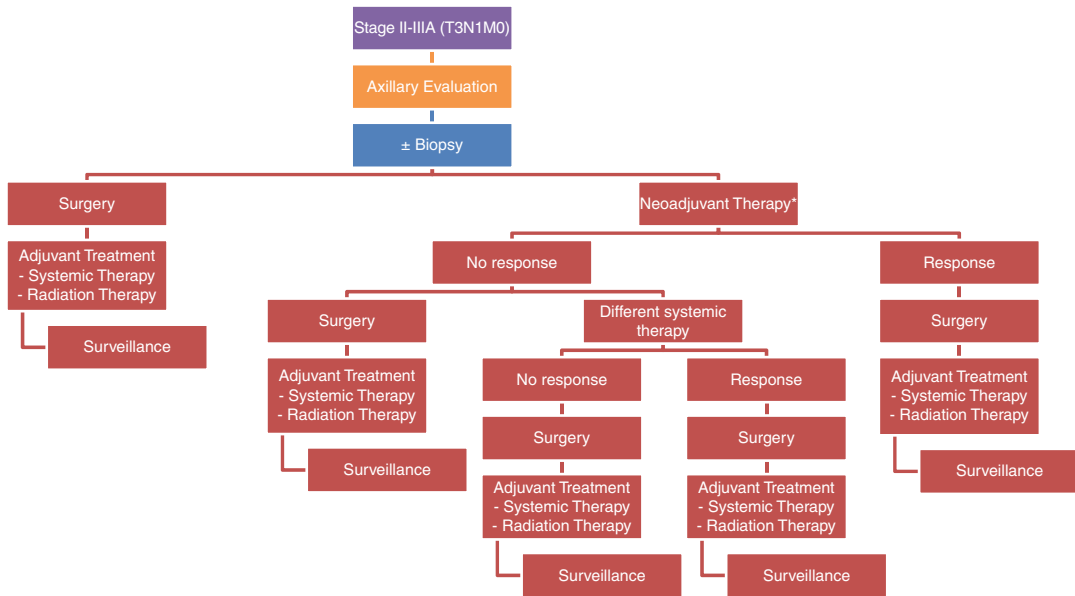 Stage II-IIIA (T3N1M0)
Axillary Evaluation
± Biopsy
Surgery
Adjuvant Treatment
- Systemic Therapy
- Radiation Therapy
Surveillance
Neoadjuvant Therapy*
No response
Surgery
Adjuvant Treatment
- Systemic Therapy
- Radiation Therapy
Surveillance
Different systemic
therapy
No response
Surgery
Adjuvant Treatment
- Systemic Therapy
- Radiation Therapy
Surveillance
Response
Surgery
Adjuvant Treatment
- Systemic Therapy
- Radiation Therapy
Surveillance
Response
Surgery
Adjuvant Treatment
- Systemic Therapy
- Radiation Therapy
Surveillance